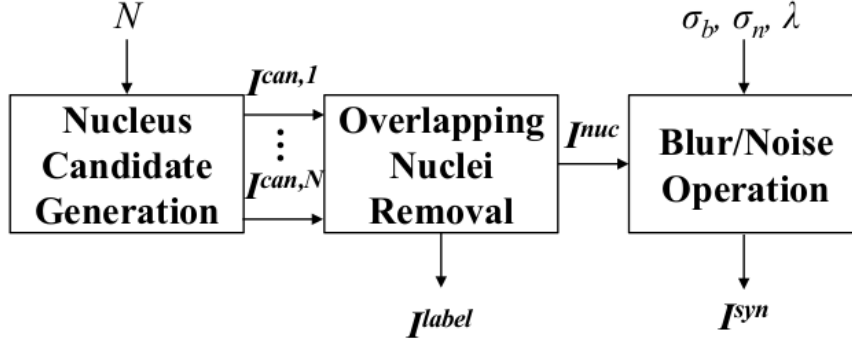 N
σb, σn, λ
Nucleus
Candidate
Generation
I^can,1
⋮
I^can,N
Overlapping
Nuclei
Removal
I^nuc
Blur/Noise
Operation
I^label
I^syn